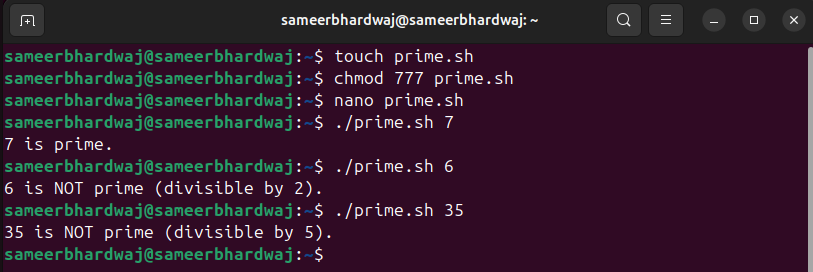 sameerbhardwaj@sameerbhardwaj: ~
sameerbhardwaj@sameerbhardwaj:~$ touch prime.sh
sameerbhardwaj@sameerbhardwaj:~$ chmod 777 prime.sh
sameerbhardwaj@sameerbhardwaj:~$ nano prime.sh
sameerbhardwaj@sameerbhardwaj:~$ ./prime.sh 7
7 is prime.
sameerbhardwaj@sameerbhardwaj:~$ ./prime.sh 6
6 is NOT prime (divisible by 2).
sameerbhardwaj@sameerbhardwaj:~$ ./prime.sh 35
35 is NOT prime (divisible by 5).
sameerbhardwaj@sameerbhardwaj:~$